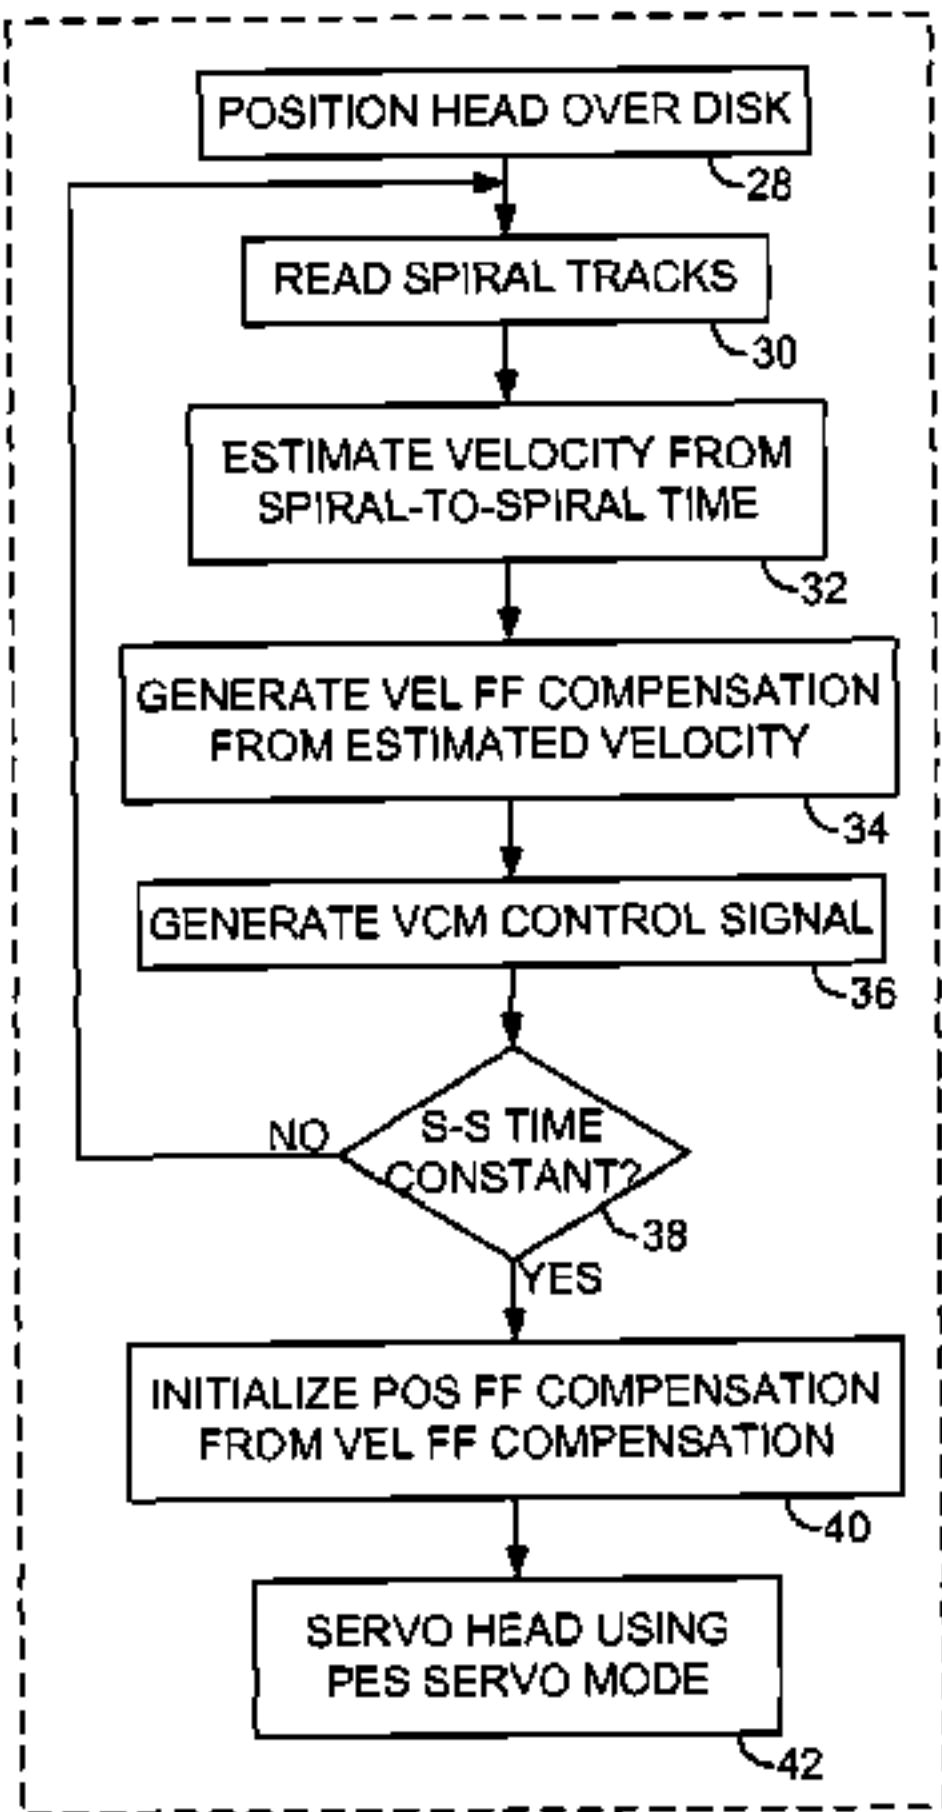 POSITION HEAD OVER DISK
28
READ SPIRAL TRACKS
30
ESTIMATE VELOCITY FROM
SPIRAL-TO-SPIRAL TIME
32
GENERATE VEL FF COMPENSATION
FROM ESTIMATED VELOCITY
34
GENERATE VCM CONTROL SIGNAL
36
NO
S-S TIME
CONSTANT?
38
YES
INITIALIZE POS FF COMPENSATION
FROM VEL FF COMPENSATION
40
SERVO HEAD USING
PES SERVO MODE
42